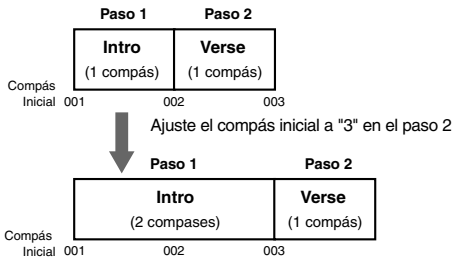 Paso 1 Paso 2
Intro Verse
(1 compás) (1 compás)
Compás
Inicial 001 002 003
Ajuste el compás inicial a "3" en el paso 2
Paso 1 Paso 2
Intro Verse
(2 compases) (1 compás)
Compás
Inicial 001 002 003